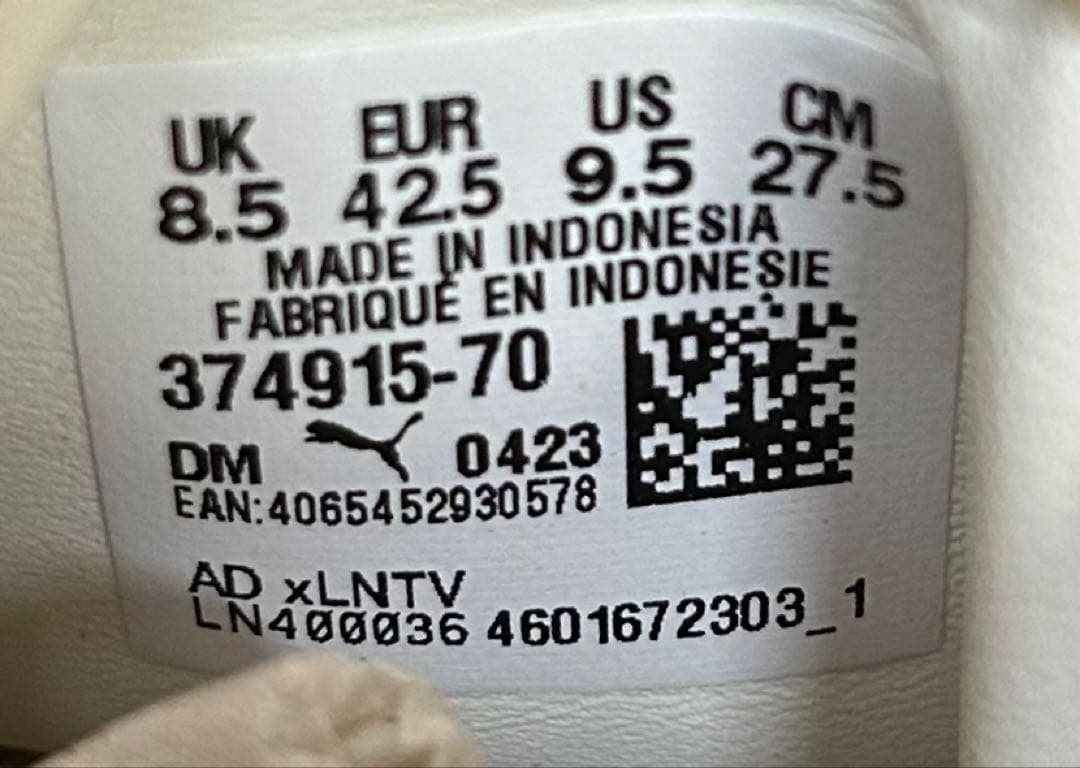 UK EUR US CM
8.5 42.5 9.5 27.5
MADE IN INDONESIA
FABRIQUÉ EN INDONESIE
374915-70
DM 0423
EAN:4065452930578
AD xLNTV
LN400036 4601672303_1